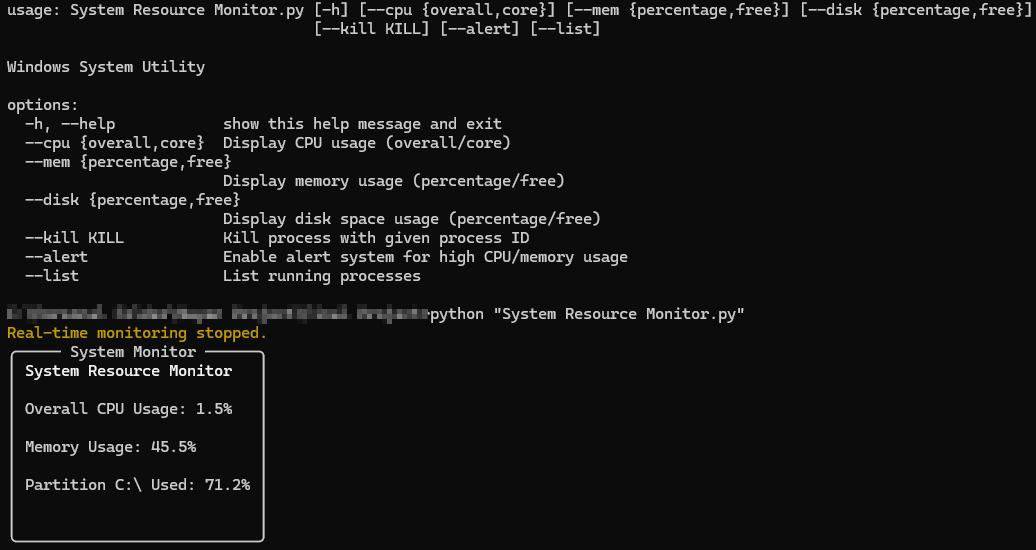 usage: System Resource Monitor.py [-h] [--cpu {overall,core}] [--mem {percentage,free}] [--disk {percentage,free}]
[--kill KILL] [--alert] [--list]
Windows System Utility
options:
-h, --help show this help message and exit
--cpu {overall,core} Display CPU usage (overall/core)
--mem {percentage,free}
Display memory usage (percentage/free)
--disk {percentage,free}
Display disk space usage (percentage/free)
--kill KILL Kill process with given process ID
--alert Enable alert system for high CPU/memory usage
--list List running processes
python "System Resource Monitor.py"
Real-time monitoring stopped.
System Monitor
System Resource Monitor
Overall CPU Usage: 1.5%
Memory Usage: 45.5%
Partition C:\ Used: 71.2%